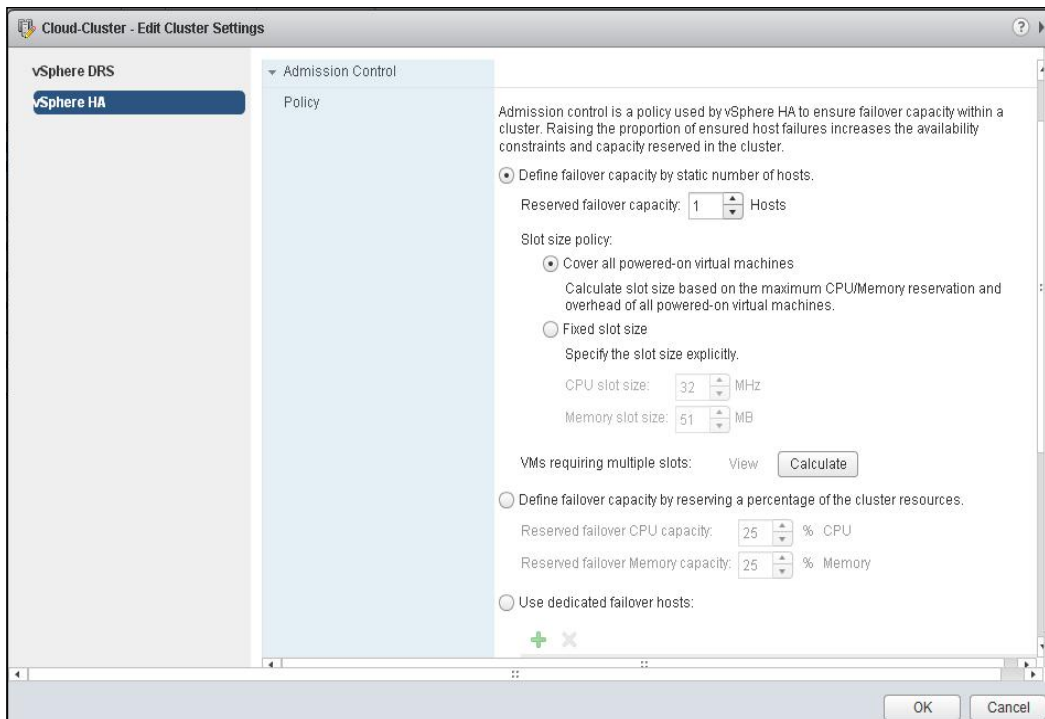 Cloud-Cluster - Edit Cluster Settings
?
vSphere DRS
vSphere HA
Admission Control
Policy
Admission control is a policy used by vSphere HA to ensure failover capacity within a
cluster. Raising the proportion of ensured host failures increases the availability
constraints and capacity reserved in the cluster.
Define failover capacity by static number of hosts.
Reserved failover capacity: 1 Hosts
Slot size policy:
Cover all powered-on virtual machines
Calculate slot size based on the maximum CPU/Memory reservation and
overhead of all powered-on virtual machines.
Fixed slot size
Specify the slot size explicitly.
CPU slot size: 32 MHz
Memory slot size: 51 MB
VMs requiring multiple slots: View Calculate
Define failover capacity by reserving a percentage of the cluster resources.
Reserved failover CPU capacity: 25 % CPU
Reserved failover Memory capacity: 25 % Memory
Use dedicated failover hosts:
OK Cancel